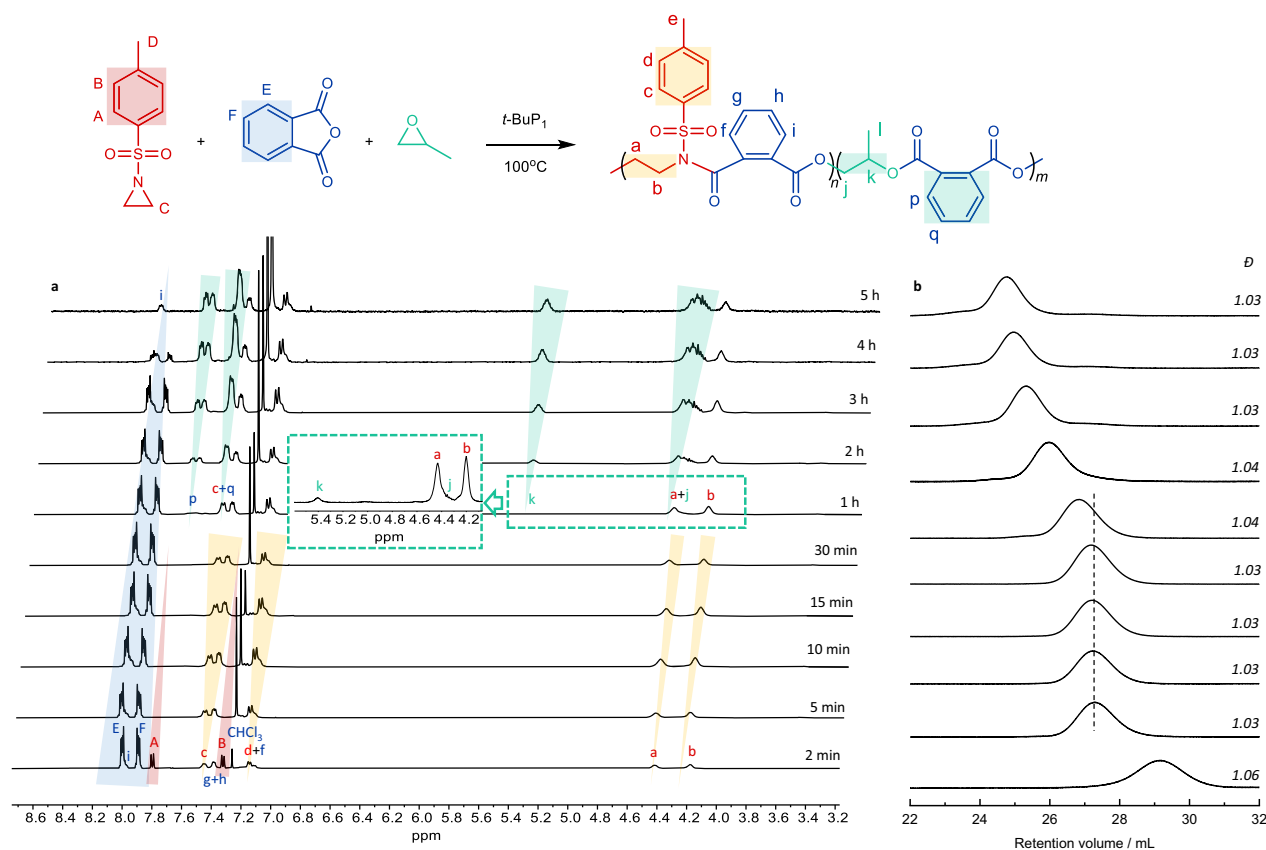 D
B
A
O
S
O
N
C
+
E
F
O
O
O
+
O
t-BuP₁
100°C
e
d
c
O
S
O
a
N
b
O
f
g
h
i
O
O
n
j
l
k
O
O
p
q
O
O
m
a
i
5 h
4 h
3 h
2 h
p
c+q
k
a
j
b
5.4 5.2 5.0 4.8 4.6 4.4 4.2
ppm
k
a+j
b
1 h
30 min
15 min
10 min
5 min
E
F
CHCl₃
i
A
c
B
d+f
g+h
a
b
2 min
8.6 8.4 8.2 8.0 7.8 7.6 7.4 7.2 7.0 6.8 6.6 6.4 6.2 6.0 5.8 5.6 5.4 5.2 5.0 4.8 4.6 4.4 4.2 4.0 3.8 3.6 3.4 3.2
ppm
b
Đ
1.03
1.03
1.03
1.04
1.04
1.03
1.03
1.03
1.03
1.06
22 24 26 28 30 32
Retention volume / mL